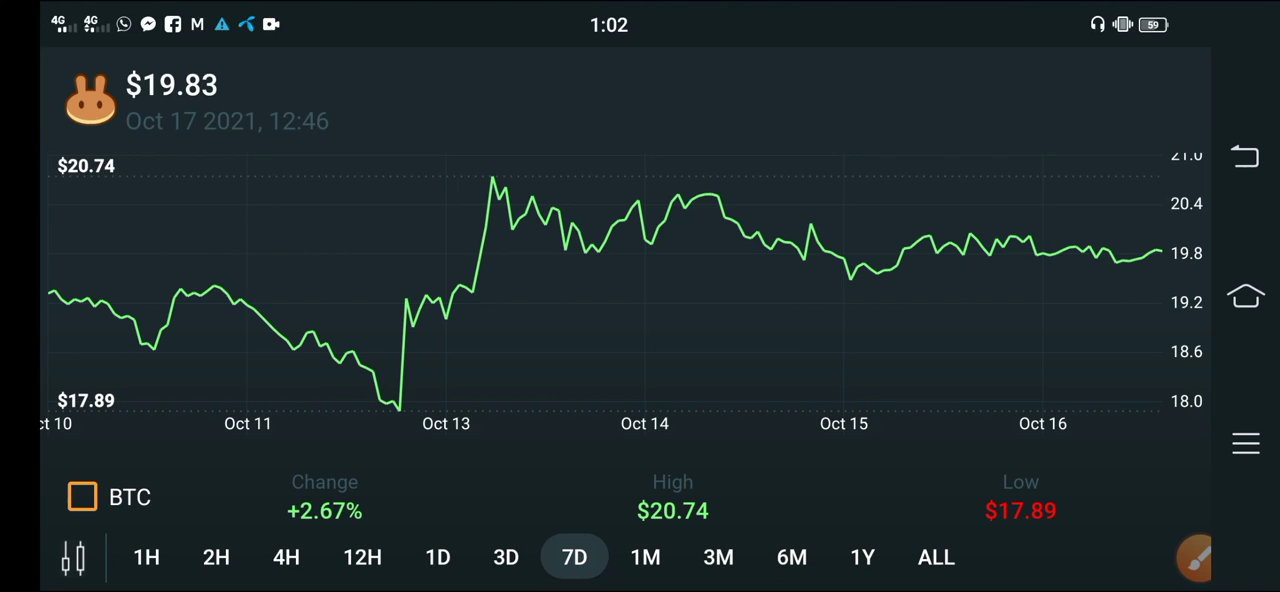 4G 4G M 1:02 59
$19.83
Oct 17 2021, 12:46
$20.74
21.0
20.4
19.8
19.2
18.6
$17.89
18.0
ct 10 Oct 11 Oct 13 Oct 14 Oct 15 Oct 16
BTC
Change High Low
+2.67% $20.74 $17.89
1H 2H 4H 12H 1D 3D 7D 1M 3M 6M 1Y ALL